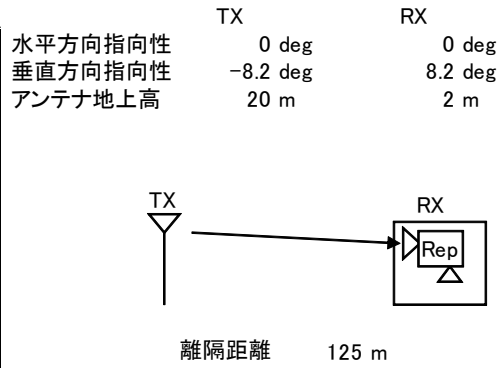 TX RX
水平方向指向性 0 deg 0 deg
垂直方向指向性 -8.2 deg 8.2 deg
アンテナ地上高 20 m 2 m
TX RX
Rep
離隔距離 125 m